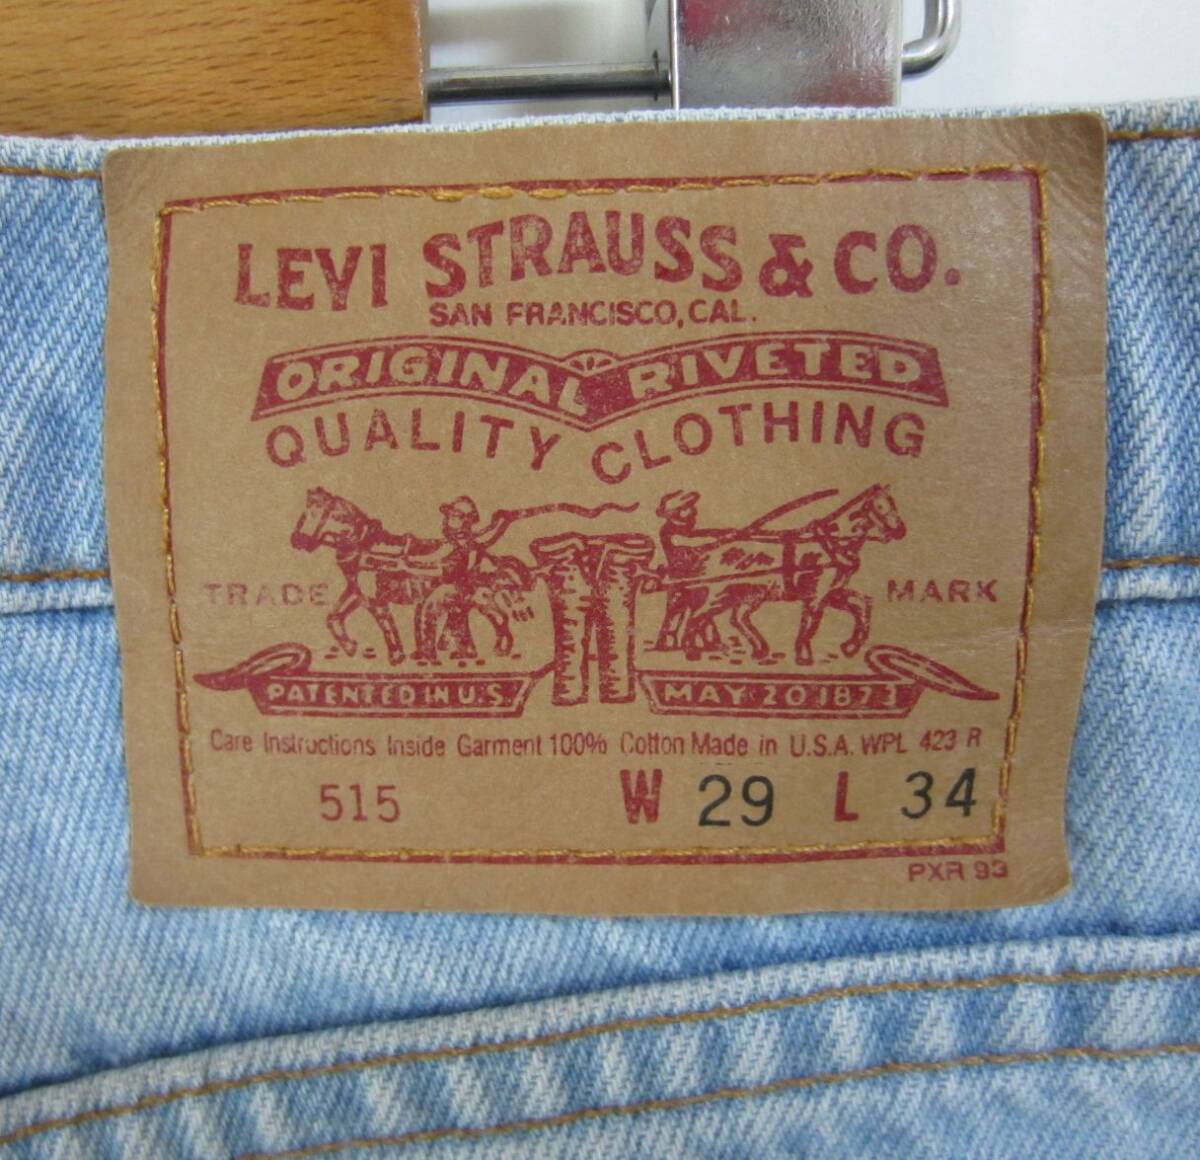 LEVI STRAUSS & CO.
SAN FRANCISCO, CAL.
ORIGINAL RIVETED
QUALITY CLOTHING
TRADE MARK
PATENTED IN U.S. MAY 20 1873
Care Instructions Inside Garment 100% Cotton Made in U.S.A. WPL 423 R
515 W 29 L 34
PXR 93